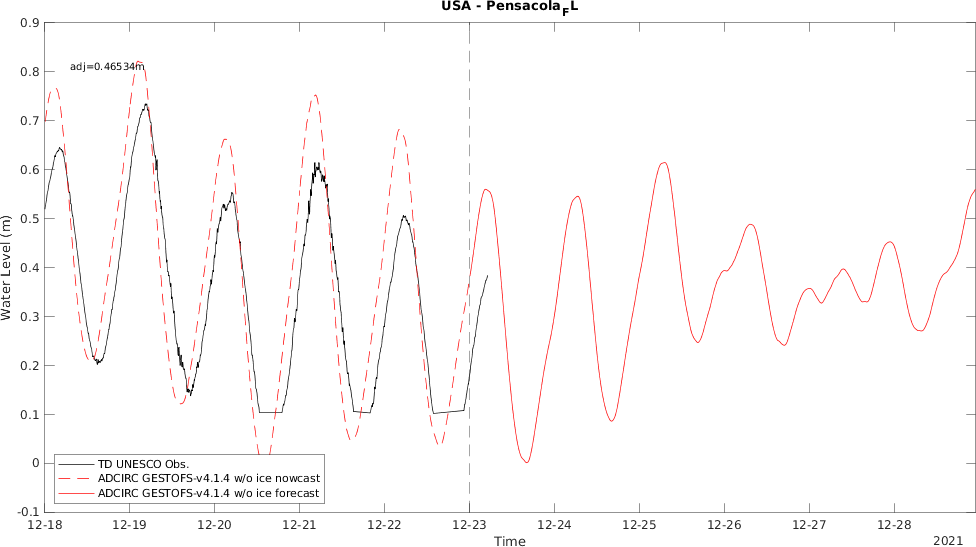 USA - Pensacola_FL
adj=0.46534m
0.9
0.8
0.7
0.6
0.5
0.4
0.3
0.2
0.1
0
-0.1
Water Level (m)
TD UNESCO Obs.
ADCIRC GESTOFS-v4.1.4 w/o ice nowcast
ADCIRC GESTOFS-v4.1.4 w/o ice forecast
12-18 12-19 12-20 12-21 12-22 12-23 12-24 12-25 12-26 12-27 12-28
Time
2021